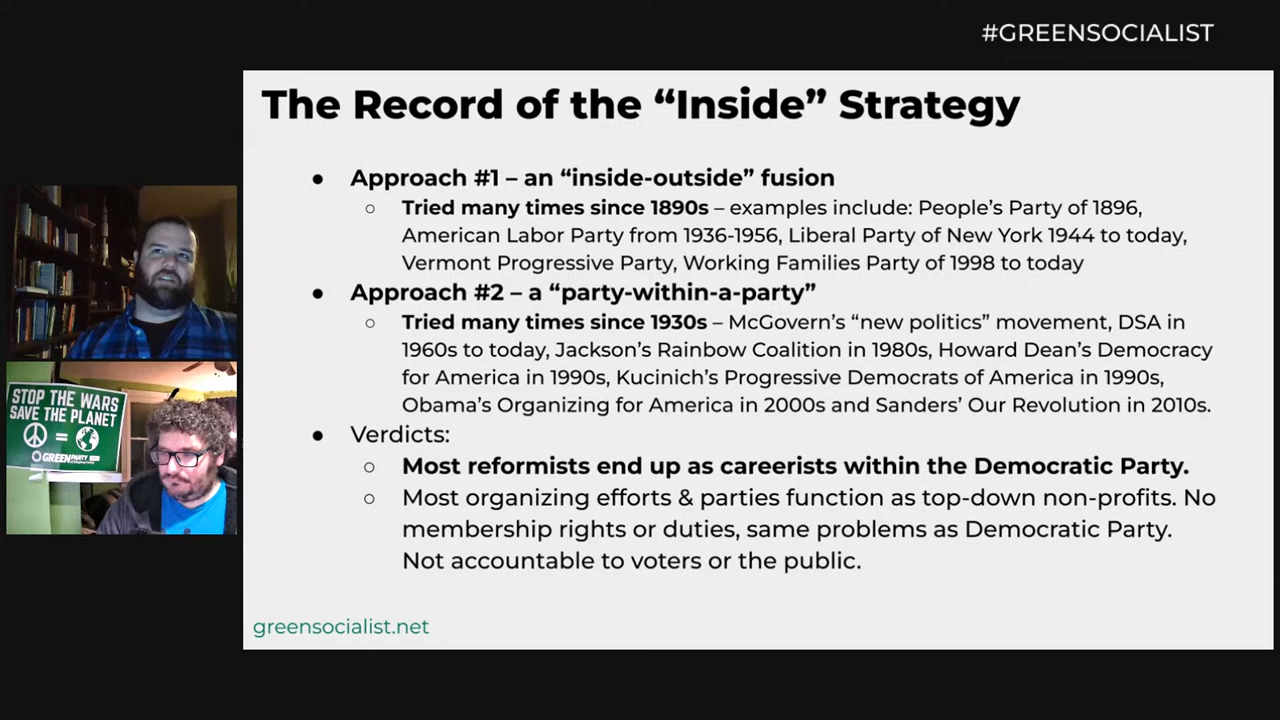 #GREENSOCIALIST
The Record of the “Inside” Strategy
● Approach #1 – an “inside-outside” fusion
○ Tried many times since 1890s – examples include: People’s Party of 1896,
American Labor Party from 1936-1956, Liberal Party of New York 1944 to today,
Vermont Progressive Party, Working Families Party of 1998 to today
● Approach #2 – a “party-within-a-party”
○ Tried many times since 1930s – McGovern’s “new politics” movement, DSA in
1960s to today, Jackson’s Rainbow Coalition in 1980s, Howard Dean’s Democracy
for America in 1990s, Kucinich’s Progressive Democrats of America in 1990s,
Obama’s Organizing for America in 2000s and Sanders’ Our Revolution in 2010s.
● Verdicts:
○ Most reformists end up as careerists within the Democratic Party.
○ Most organizing efforts & parties function as top-down non-profits. No
membership rights or duties, same problems as Democratic Party.
Not accountable to voters or the public.
greensocialist.net
STOP THE WARS
SAVE THE PLANET
=
GREENPARTY